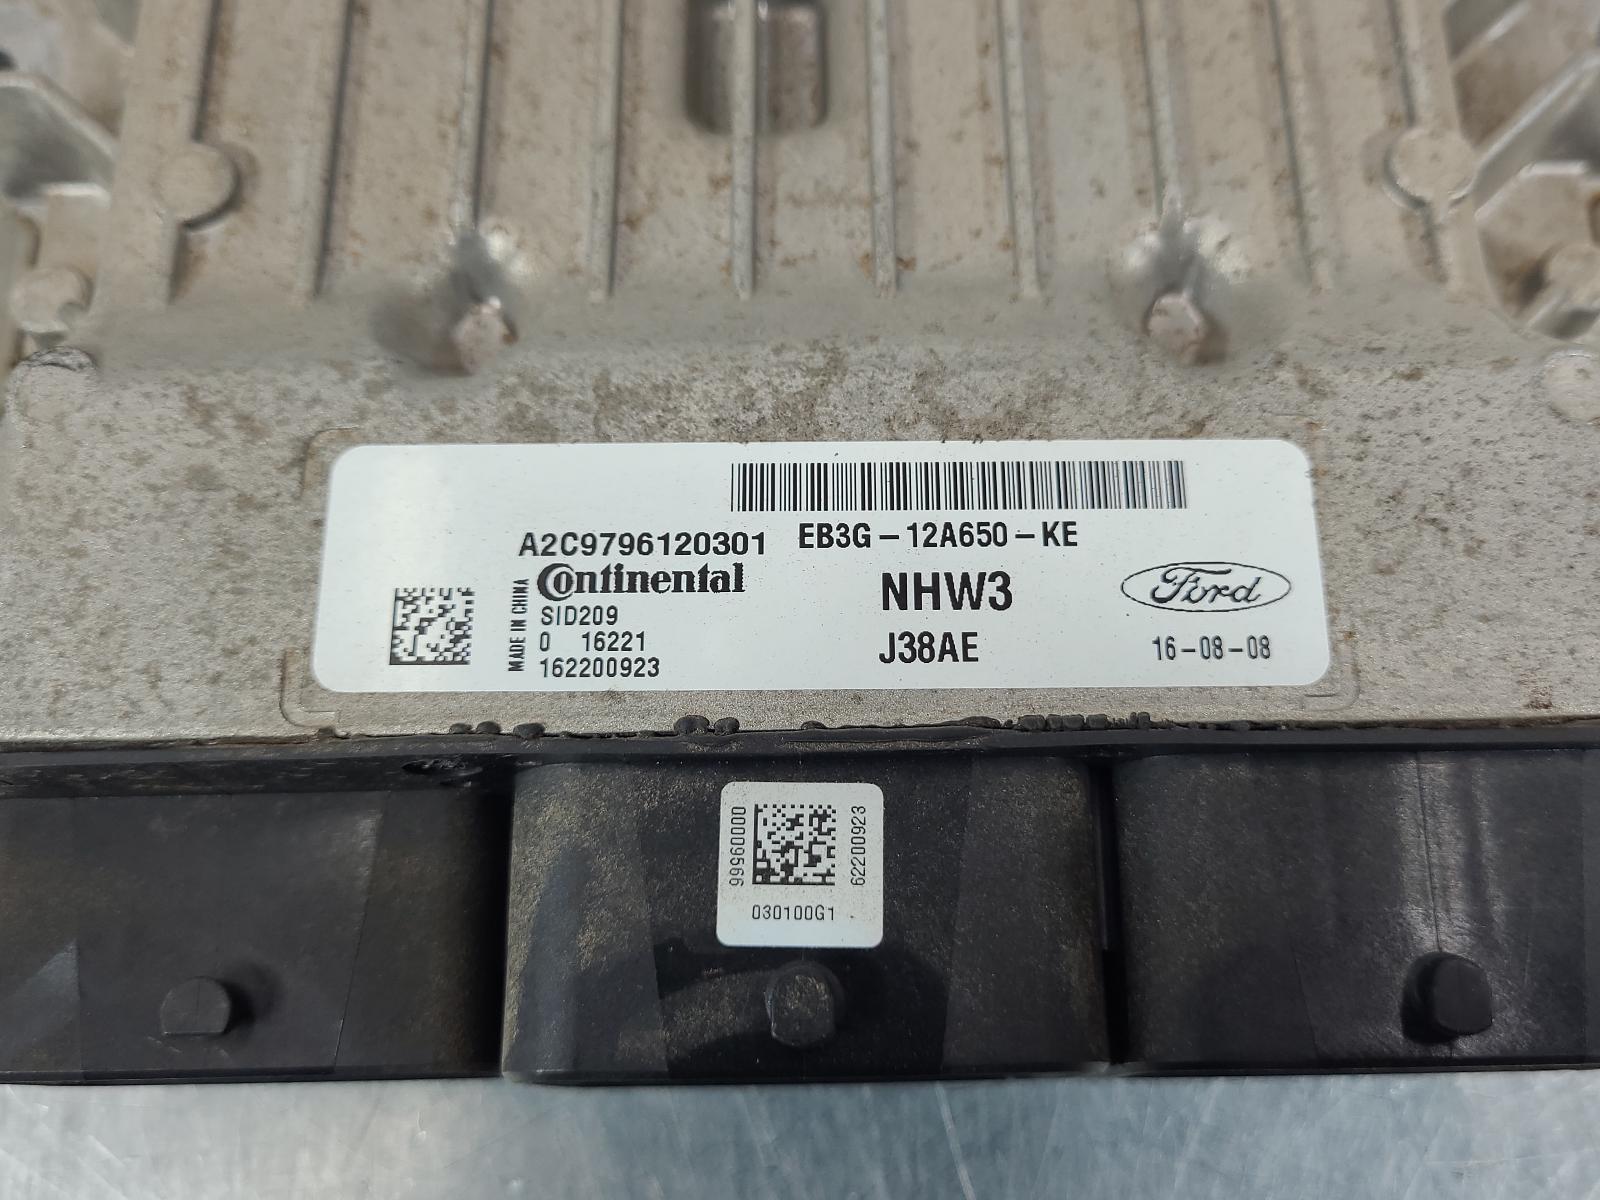 A2C9796120301
EB3G-12A650-KE
Continental
MADE IN CHINA
SID209
0 16221
162200923
NHW3
J38AE
Ford
16-08-08
99560000
62200923
030100G1